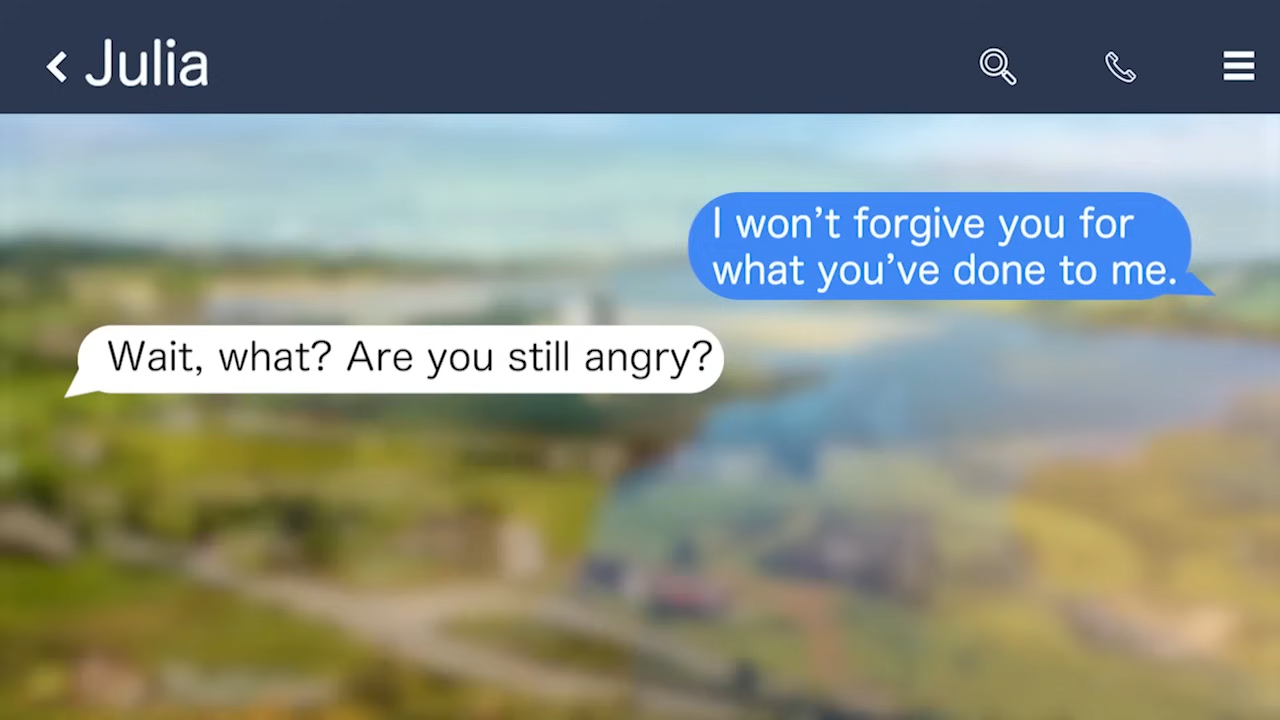 Julia
I won’t forgive you for
what you’ve done to me.
Wait, what? Are you still angry?